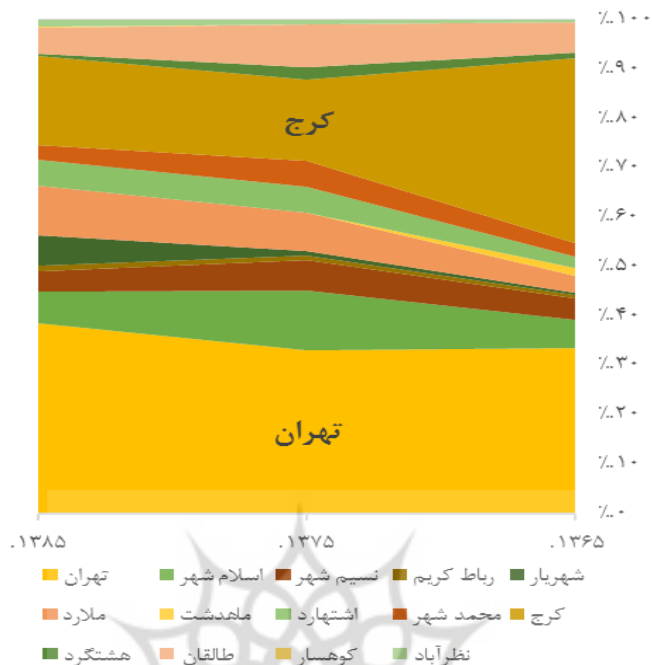 ٪..۱۰۰
٪..۹۰
٪..۸۰
کرج
٪..۷۰
٪..۶۰
٪..۵۰
٪..۴۰
٪..۳۰
٪..۲۰
تهران
٪..۱۰
٪..۰
.۱۳۶۵ .۱۳۷۵ .۱۳۸۵
شهریار رباط کریم نسیم شهر اسلام شهر تهران
کرج محمد شهر اشتهارد ماهدشت ملارد
نظرآباد کوهسار طالقان هشتگرد